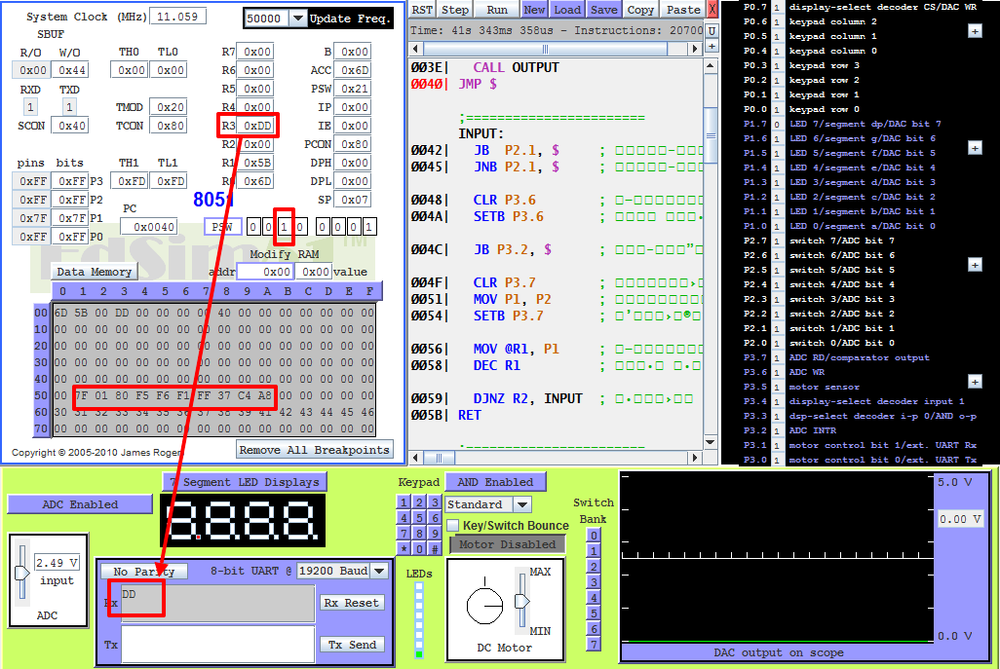 System Clock (MHz) 11.059
50000 Update Freq.
SBUF
R/O W/O TH0 TL0
0x00 0x44 0x00 0x00
RXD TXD
1 1
TMOD 0x20
SCON 0x40 TCON 0x80
pins bits TH1 TL1
0xFF 0xFF P3 0xFD 0xFD
0xFF 0xFF P2
0x7F 0x7F P1
0xFF 0xFF P0
PC
0x0040
R7 0x00 B 0x00
R6 0x00 ACC 0x6D
R5 0x00 PSW 0x21
R4 0x00 IP 0x00
R3 0xDD IE 0x00
R2 0x00 PCON 0x80
R1 0x5B DPH 0x00
R0 0x6D DPL 0x00
SP 0x07
8051
PSW 0 0 1 0 0 0 0 1
TM
Modify RAM
Data Memory
addr 0x00 0x00 value
0 1 2 3 4 5 6 7 8 9 A B C D E F
00 6D 5B 00 DD 00 00 00 00 40 00 00 00 00 00 00 00
10 00 00 00 00 00 00 00 00 00 00 00 00 00 00 00 00
20 00 00 00 00 00 00 00 00 00 00 00 00 00 00 00 00
30 00 00 00 00 00 00 00 00 00 00 00 00 00 00 00 00
40 00 00 00 00 00 00 00 00 00 00 00 00 00 00 00 00
50 00 7F 01 80 F5 F6 F1 FF 37 C4 A8 00 00 00 00 00
60 30 31 32 33 34 35 36 37 38 39 41 42 43 44 45 46
70 00 00 00 00 00 00 00 00 00 00 00 00 00 00 00 00
Copyright © 2005-2010 James Rogers
Remove All Breakpoints
RST Step Run New Load Save Copy Paste X
Time: 41s 343ms 358us - Instructions: 20700
U
+
003E| CALL OUTPUT
0040| JMP $
;========================
INPUT:
0042| JB P2.1, $ ;
0045| JNB P2.1, $ ;
0048| CLR P3.6 ;
004A| SETB P3.6 ;
004C| JB P3.2, $ ;
004F| CLR P3.7 ;
0051| MOV P1, P2 ;
0054| SETB P3.7 ;
0056| MOV @R1, P1 ;
0058| DEC R1 ;
0059| DJNZ R2, INPUT ;
005B| RET
P0.7 1 display-select decoder CS/DAC WR
P0.6 1 keypad column 2
P0.5 1 keypad column 1
P0.4 1 keypad column 0
P0.3 1 keypad row 3
P0.2 1 keypad row 2
P0.1 1 keypad row 1
P0.0 1 keypad row 0
P1.7 0 LED 7/segment dp/DAC bit 7
P1.6 1 LED 6/segment g/DAC bit 6
P1.5 1 LED 5/segment f/DAC bit 5
P1.4 1 LED 4/segment e/DAC bit 4
P1.3 1 LED 3/segment d/DAC bit 3
P1.2 1 LED 2/segment c/DAC bit 2
P1.1 1 LED 1/segment b/DAC bit 1
P1.0 1 LED 0/segment a/DAC bit 0
P2.7 1 switch 7/ADC bit 7
P2.6 1 switch 6/ADC bit 6
P2.5 1 switch 5/ADC bit 5
P2.4 1 switch 4/ADC bit 4
P2.3 1 switch 3/ADC bit 3
P2.2 1 switch 2/ADC bit 2
P2.1 1 switch 1/ADC bit 1
P2.0 1 switch 0/ADC bit 0
P3.7 1 ADC RD/comparator output
P3.6 1 ADC WR
P3.5 1 motor sensor
P3.4 1 display-select decoder input 1
P3.3 1 dsp-select decoder i-p 0/AND o-p
P3.2 1 ADC INTR
P3.1 1 motor control bit 1/ext. UART Rx
P3.0 1 motor control bit 0/ext. UART Tx
7 Segment LED Displays
ADC Enabled
8.8.8.8
2.49 V
input
ADC
No Parity 8-bit UART @ 19200 Baud
Rx DD Rx Reset
Tx Tx Send
Keypad AND Enabled
1 2 3 Standard
4 5 6 Key/Switch Bounce
7 8 9 Motor Disabled
* 0 #
LEDs
MAX
MIN
DC Motor
Switch
Bank
0
1
2
3
4
5
6
7
5.0 V
0.00 V
0.0 V
DAC output on scope